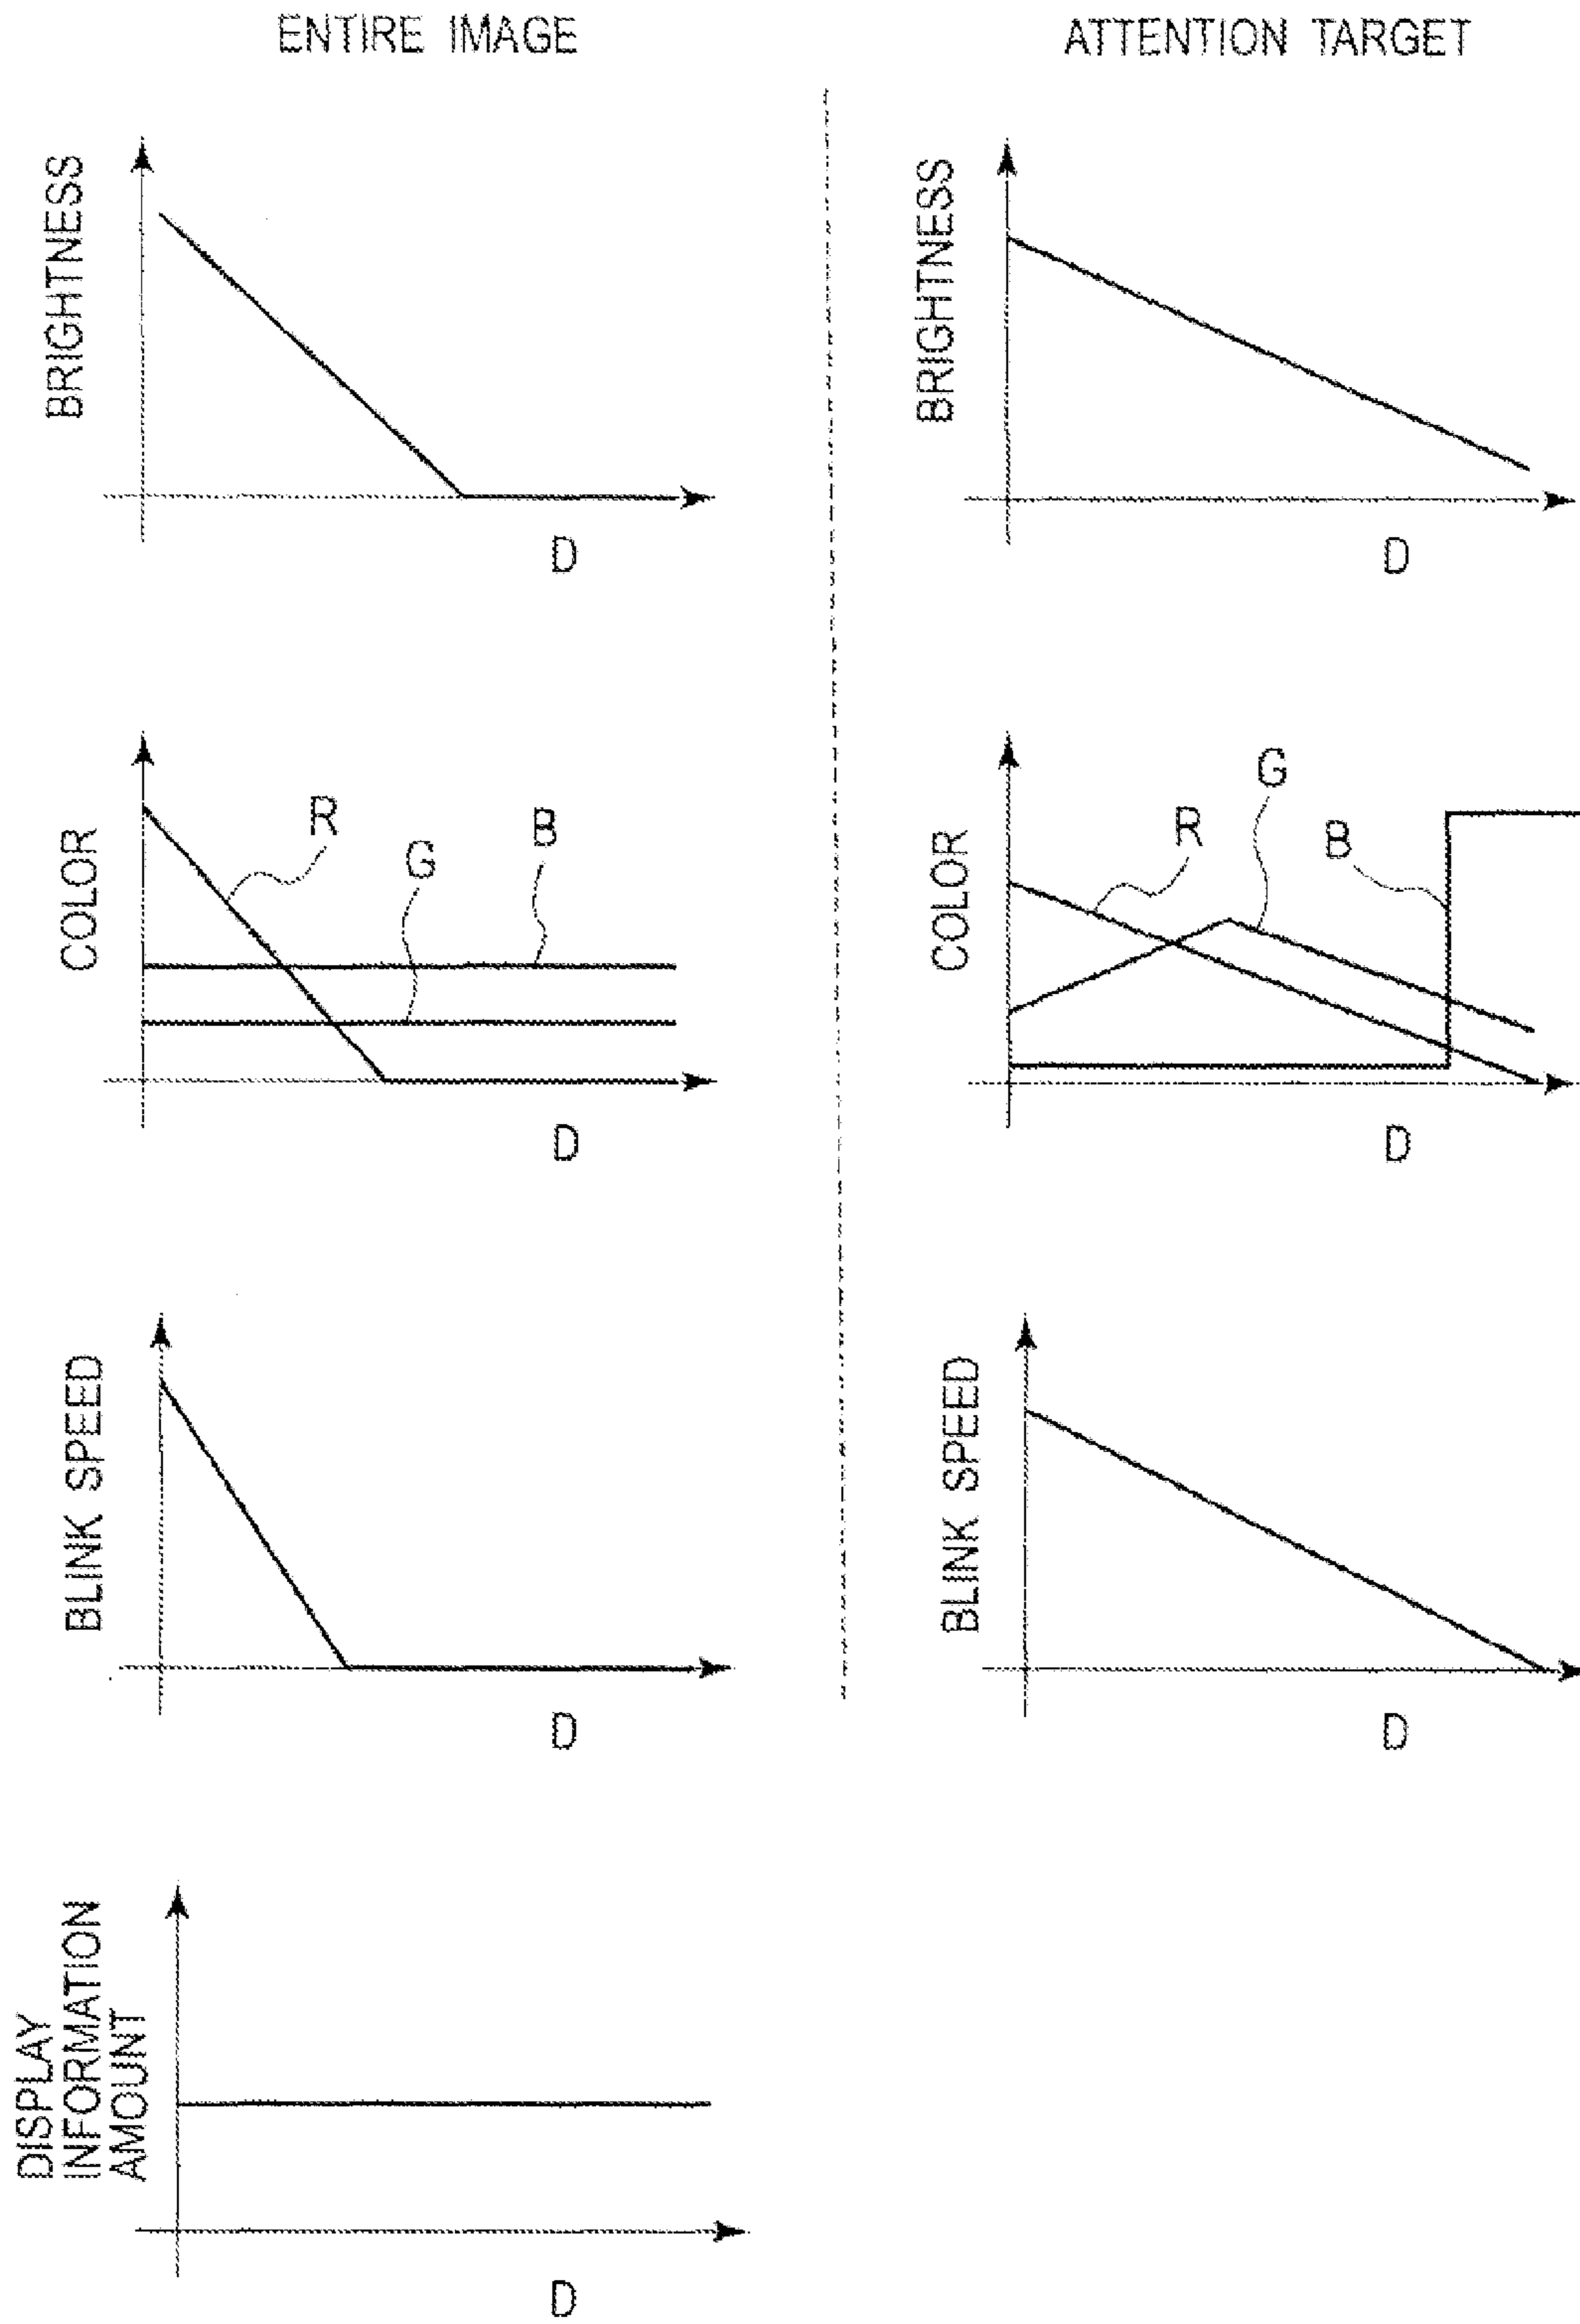 ENTIRE IMAGE
ATTENTION TARGET
BRIGHTNESS
D
BRIGHTNESS
D
COLOR
R
G
B
D
COLOR
R
G
B
D
BLINK SPEED
D
BLINK SPEED
D
DISPLAY
INFORMATION
AMOUNT
D